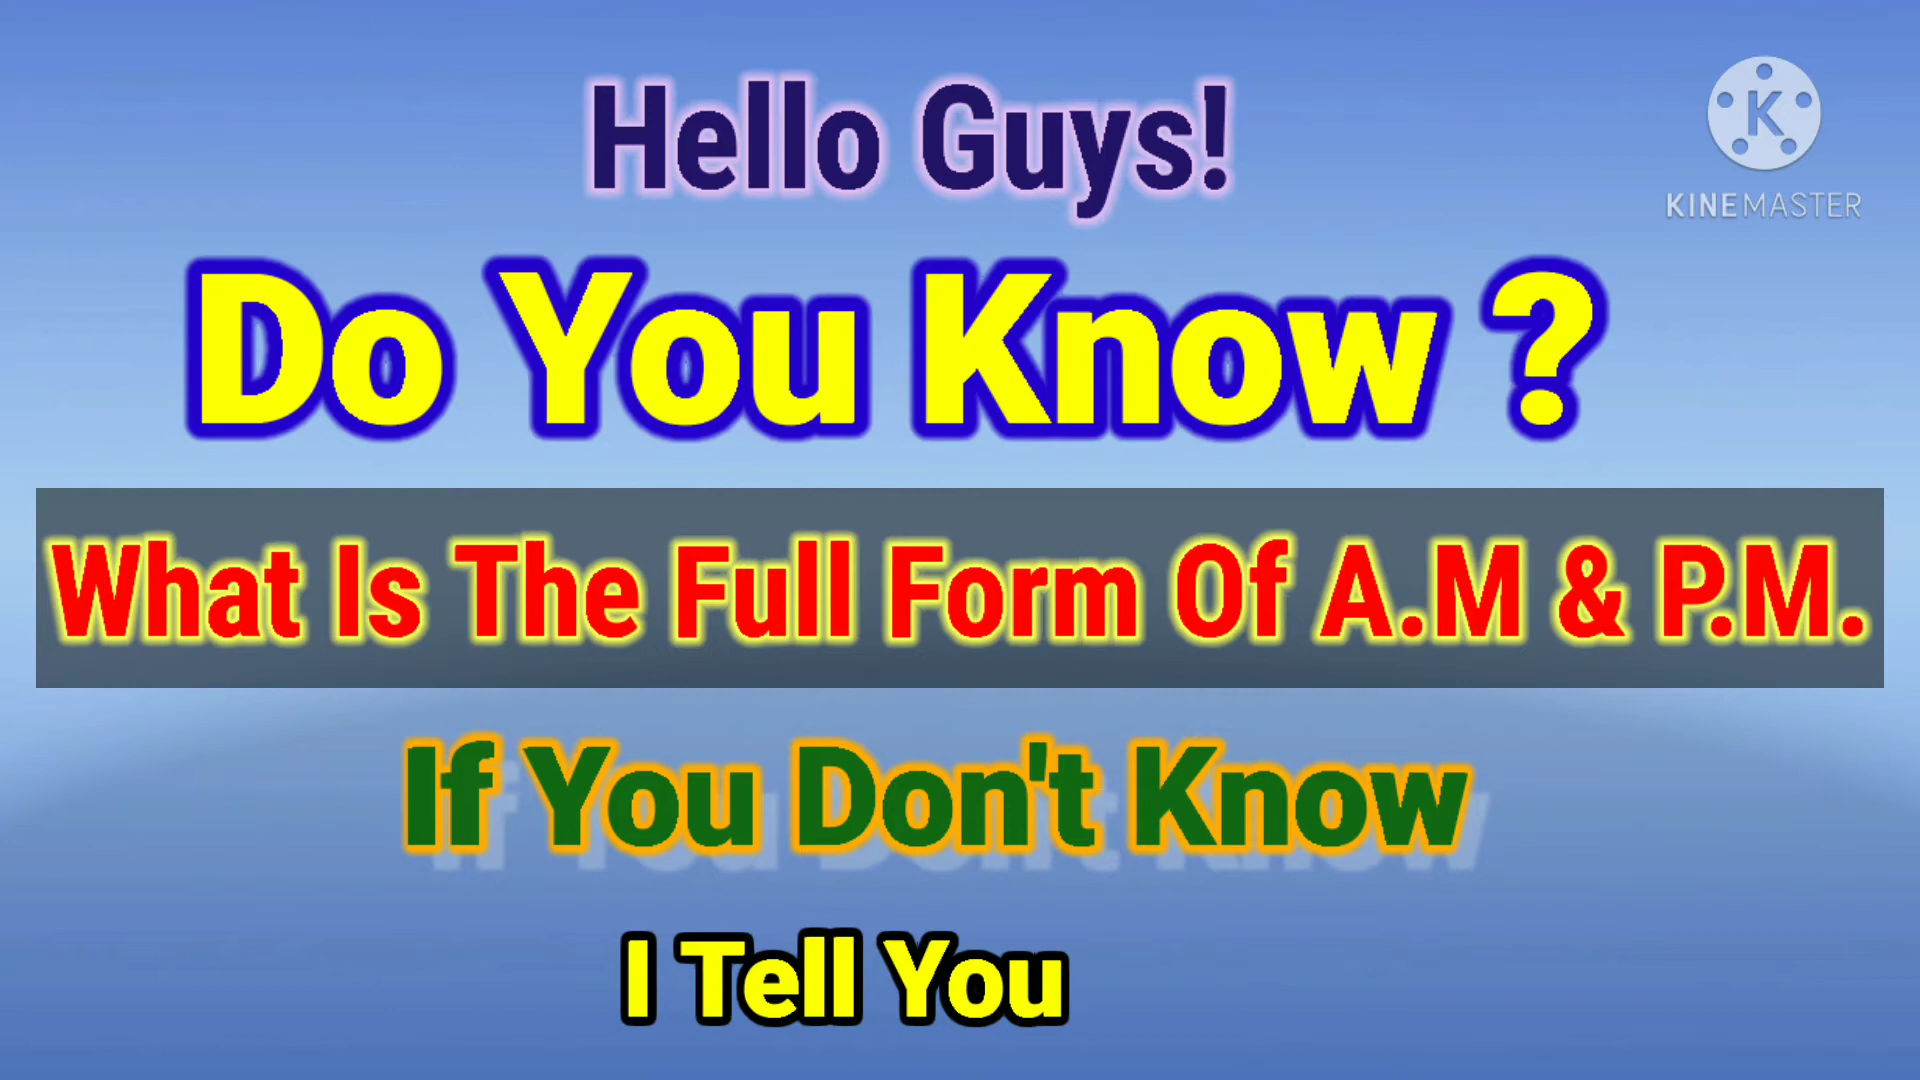 Hello Guys!
KINEMASTER
Do You Know ?
What Is The Full Form Of A.M & P.M.
If You Don't Know
I Tell You